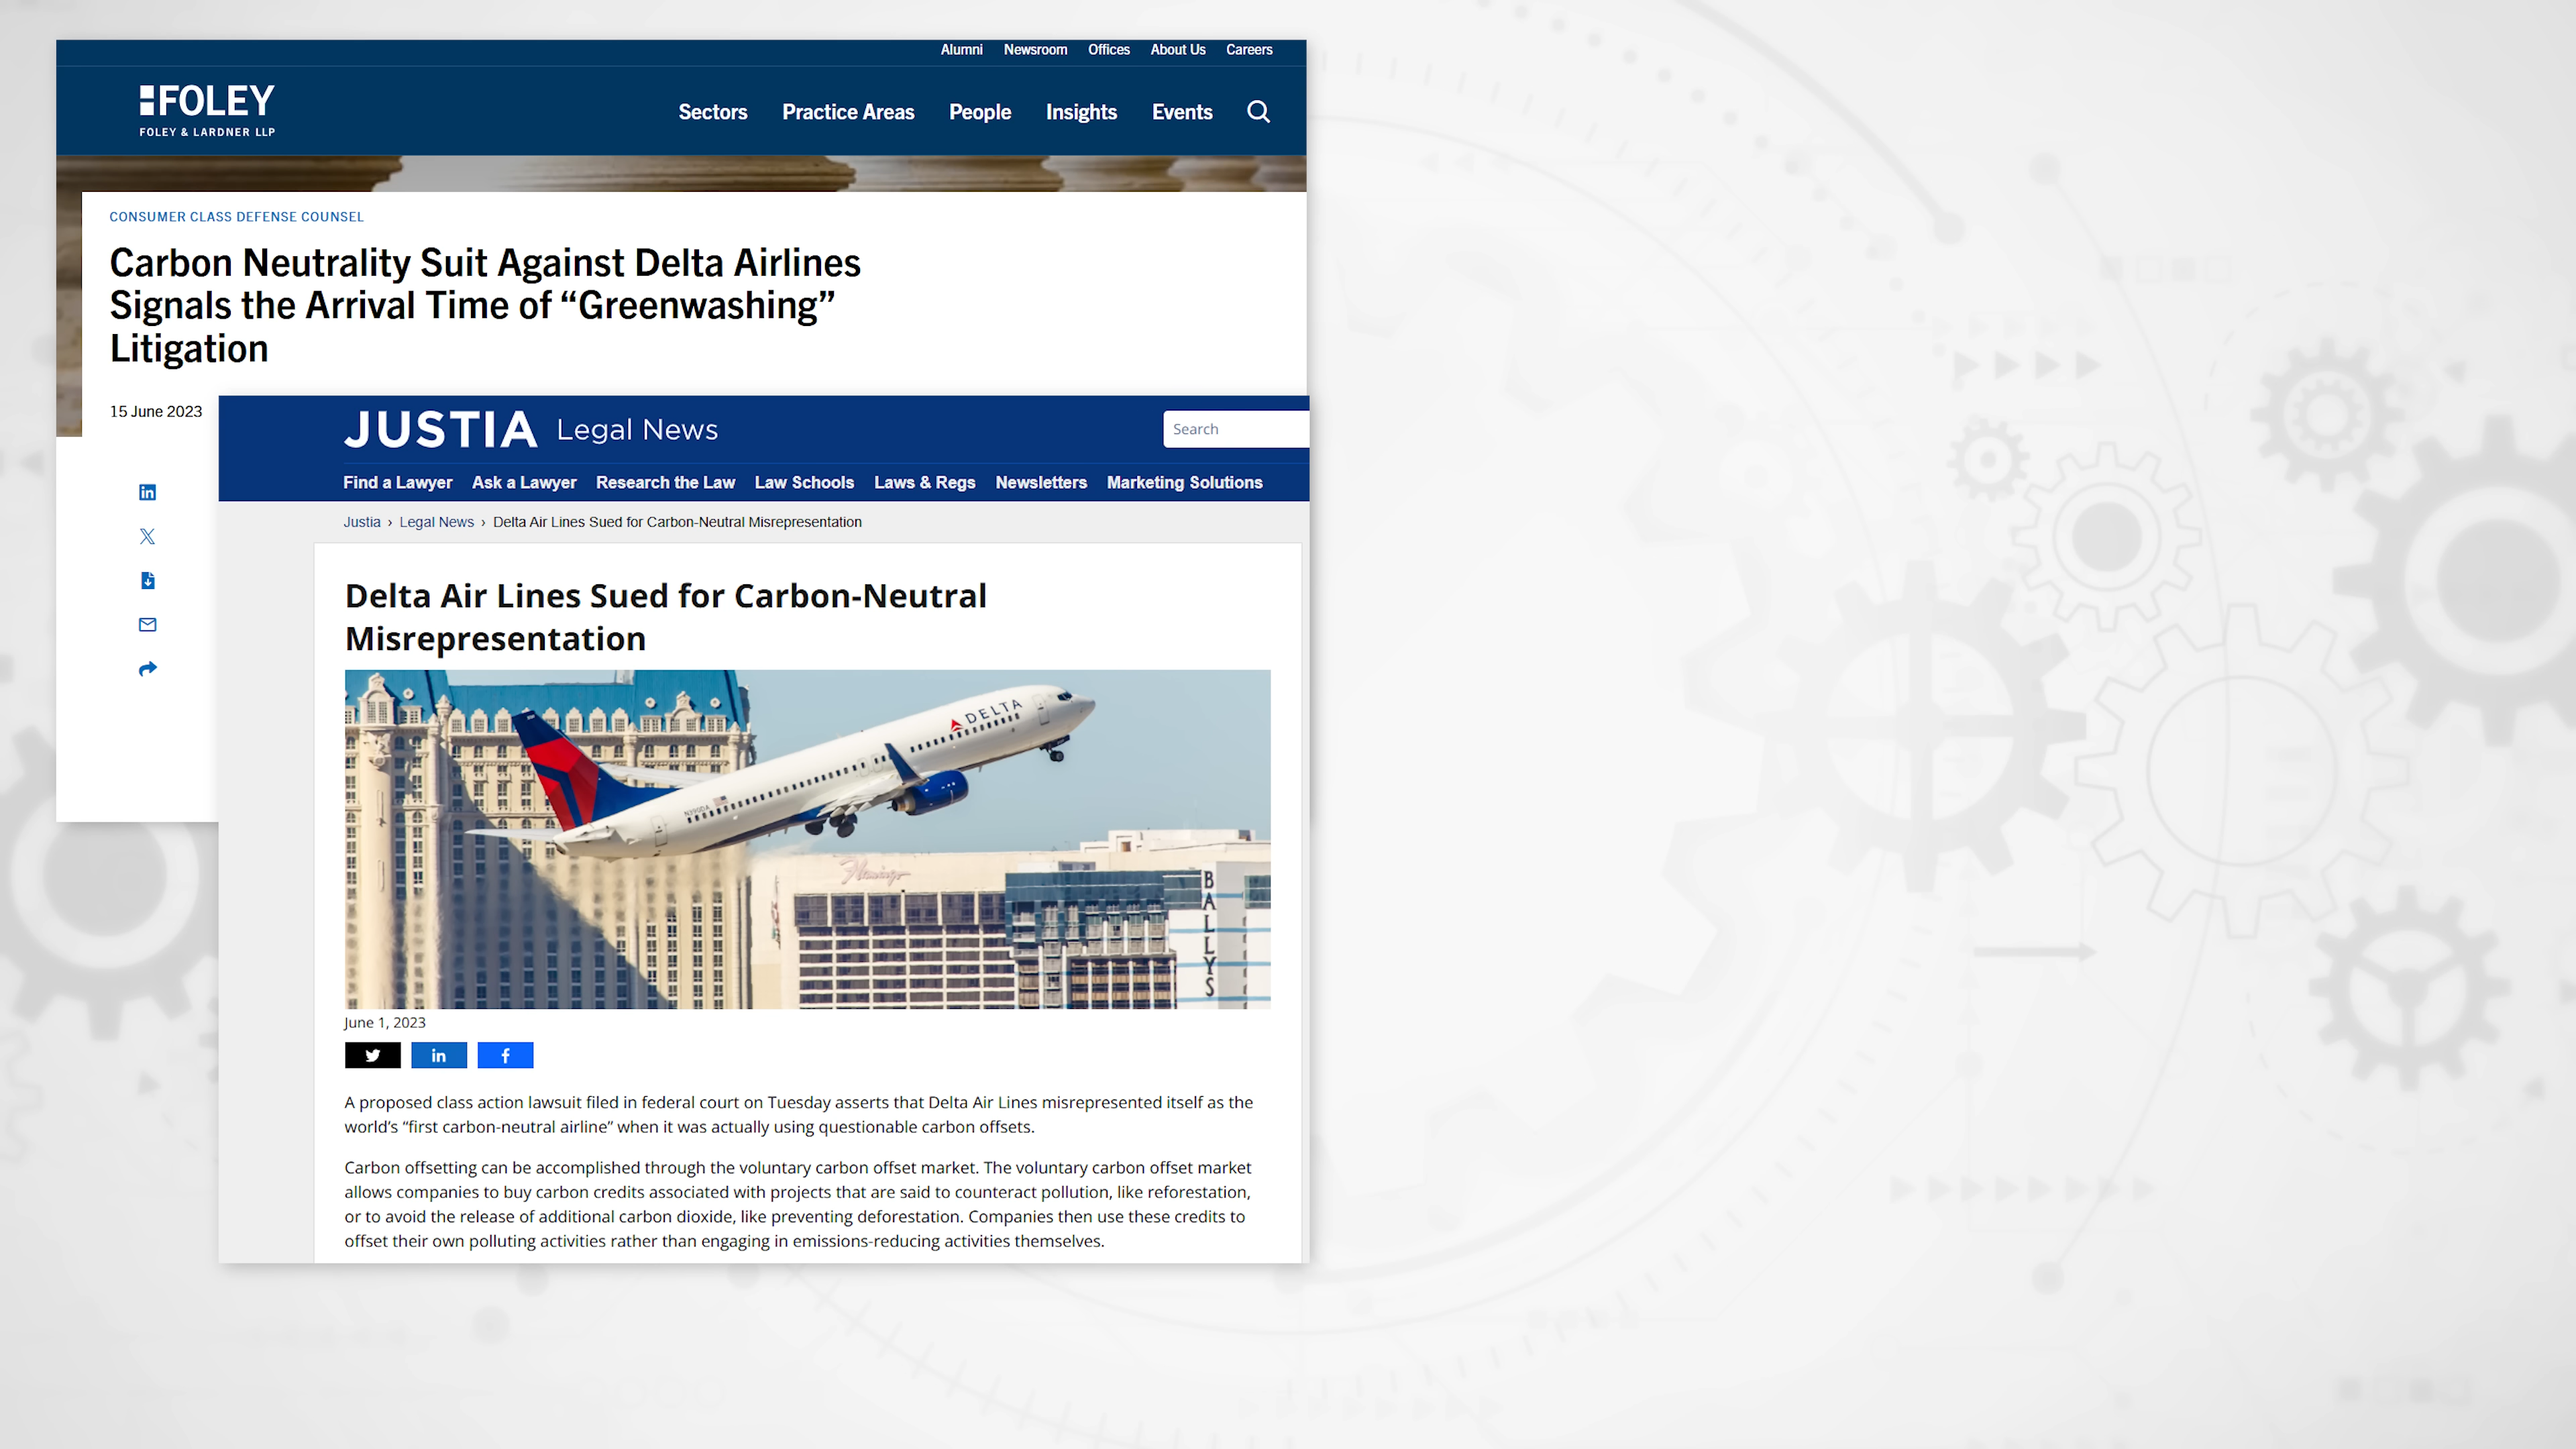 Alumni Newsroom Offices About Us Careers
FOLEY
FOLEY & LARDNER LLP
Sectors Practice Areas People Insights Events
CONSUMER CLASS DEFENSE COUNSEL
Carbon Neutrality Suit Against Delta Airlines
Signals the Arrival Time of “Greenwashing”
Litigation
15 June 2023
JUSTIA Legal News
Search
Find a Lawyer Ask a Lawyer Research the Law Law Schools Laws & Regs Newsletters Marketing Solutions
Justia › Legal News › Delta Air Lines Sued for Carbon-Neutral Misrepresentation
Delta Air Lines Sued for Carbon-Neutral
Misrepresentation
DELTA
Flamingo
BALLYS
June 1, 2023
A proposed class action lawsuit filed in federal court on Tuesday asserts that Delta Air Lines misrepresented itself as the
world’s “first carbon-neutral airline” when it was actually using questionable carbon offsets.
Carbon offsetting can be accomplished through the voluntary carbon offset market. The voluntary carbon offset market
allows companies to buy carbon credits associated with projects that are said to counteract pollution, like reforestation,
or to avoid the release of additional carbon dioxide, like preventing deforestation. Companies then use these credits to
offset their own polluting activities rather than engaging in emissions-reducing activities themselves.